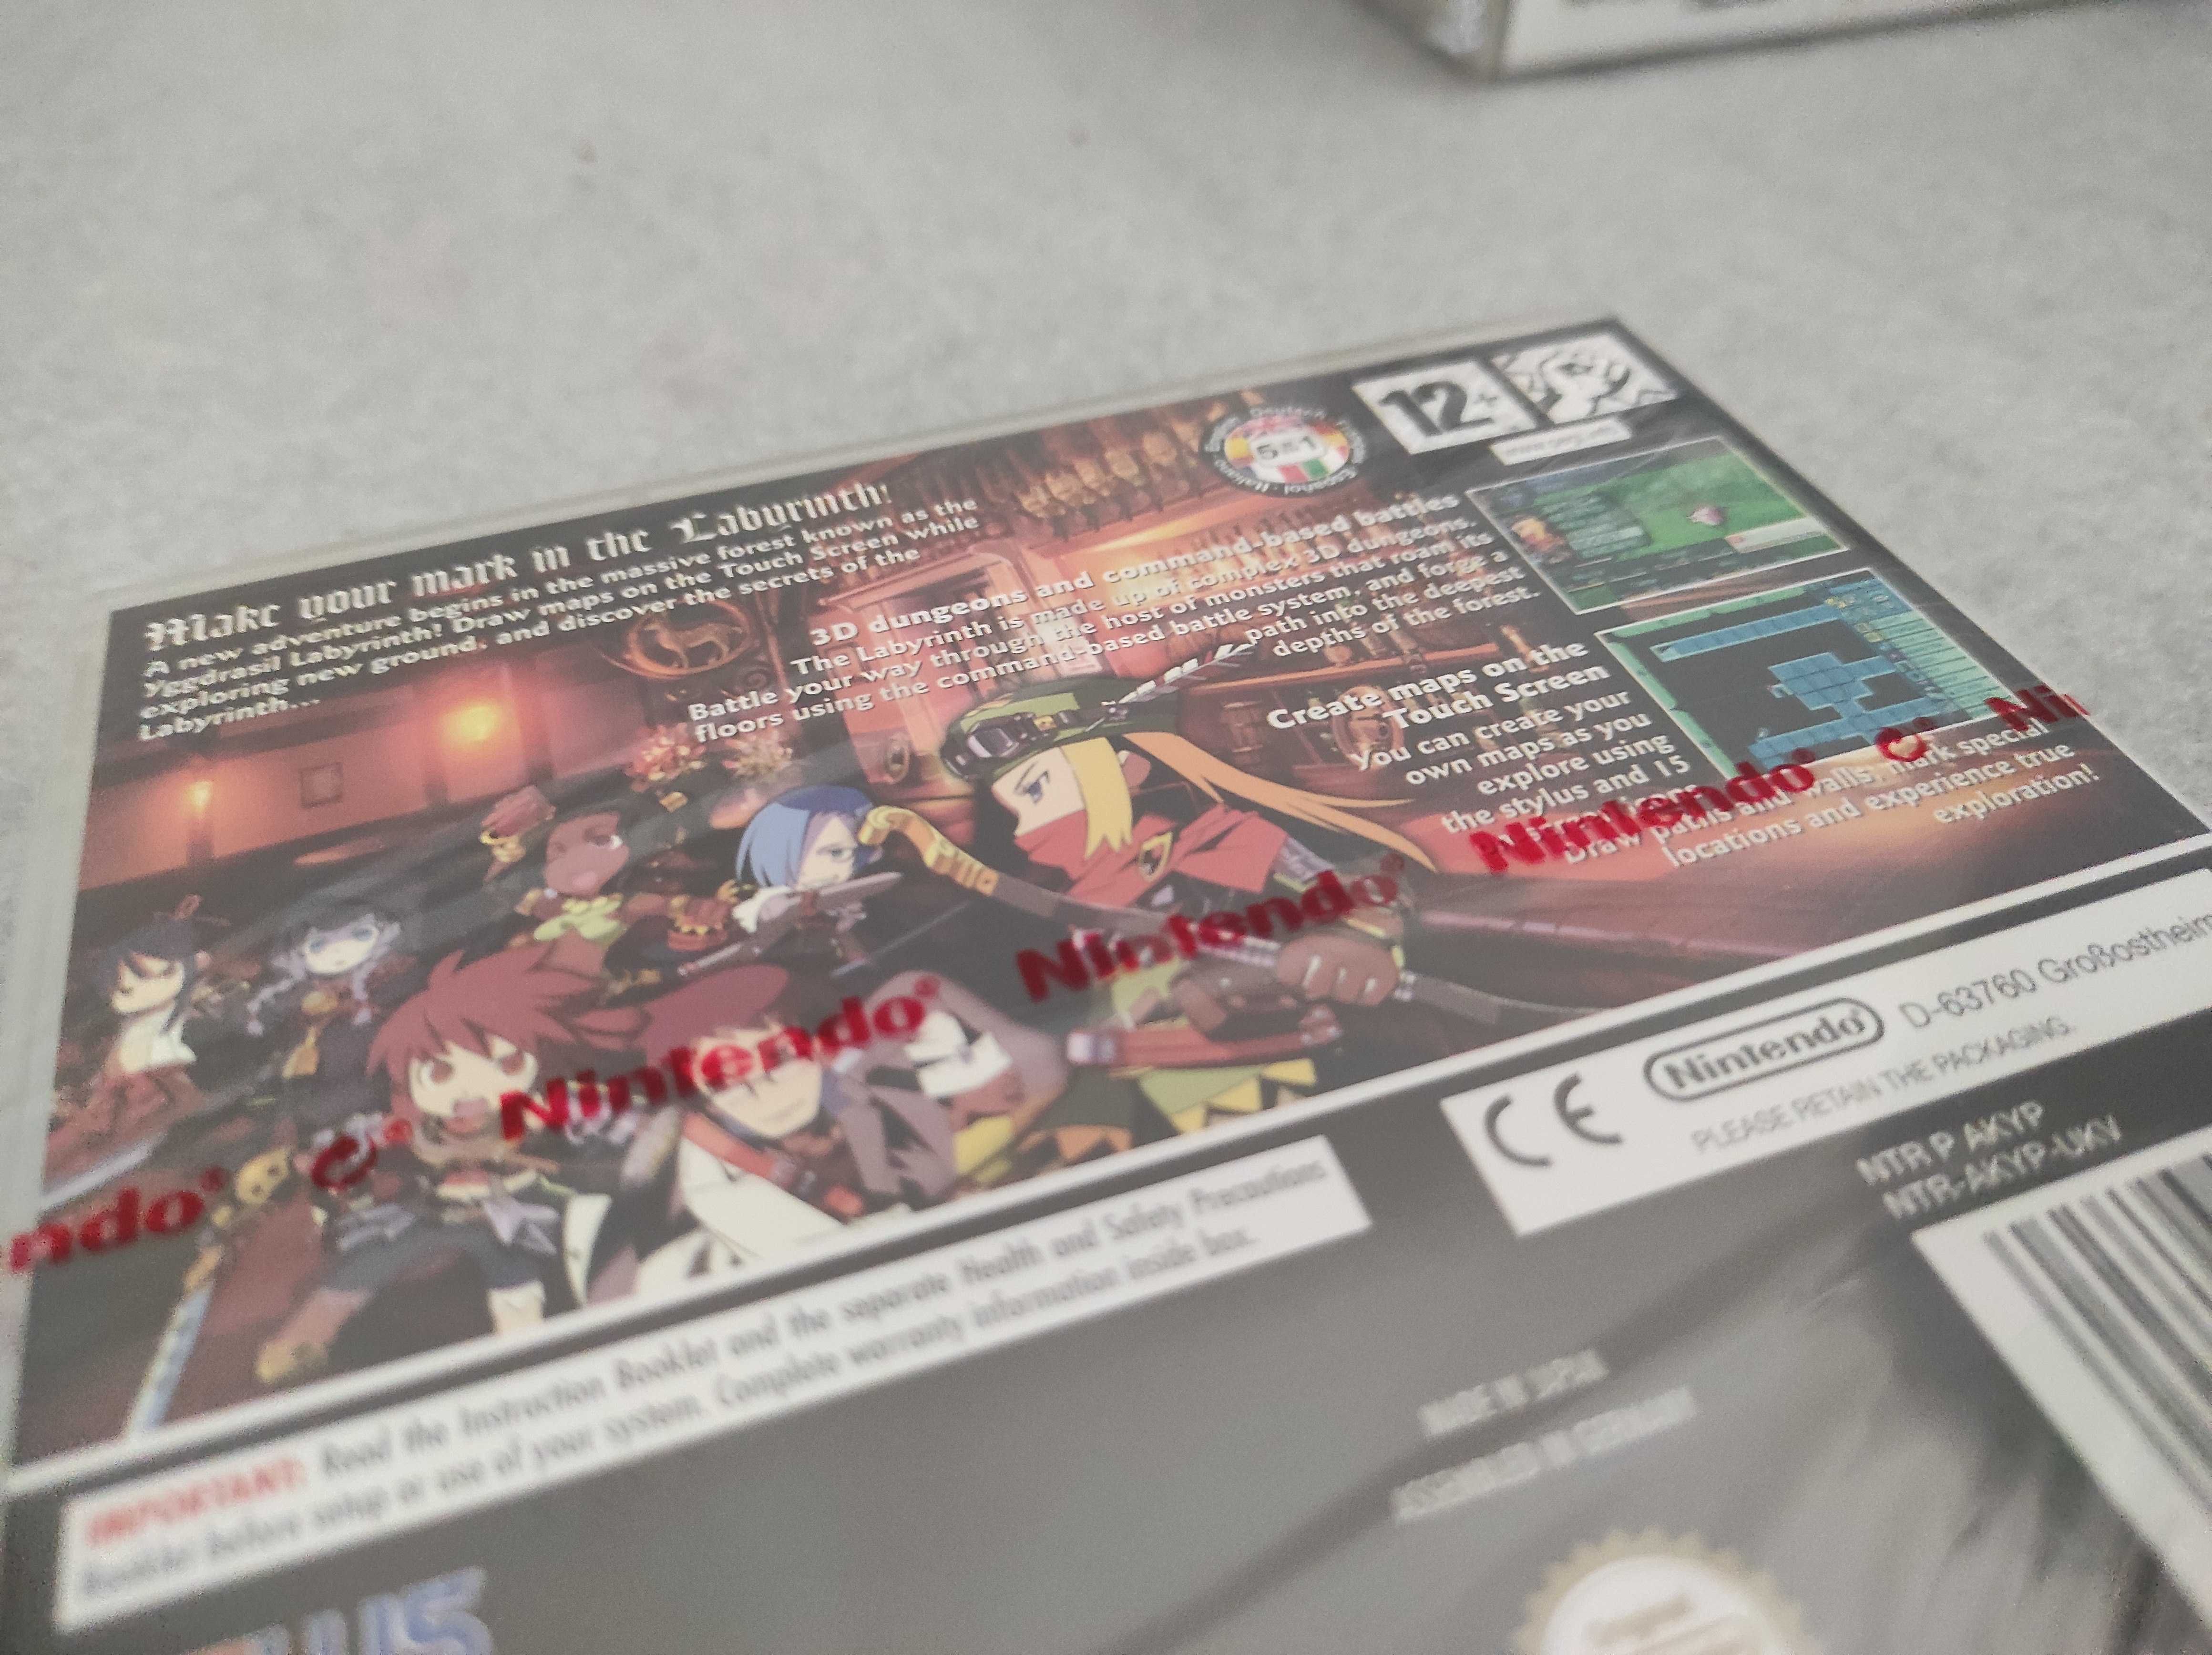 Make your mark in the Labyrinth!
A new adventure begins in the massive forest known as the
Yggdrasil Labyrinth! Draw maps on the Touch Screen while
exploring new ground, and discover the secrets of the
Labyrinth...
Deutsch
Español
Italiano
5 in 1
12+
3D dungeons and command-based battles
The Labyrinth is made up of complex 3D dungeons.
Battle your way through the host of monsters that roam its
floors using the command-based battle system, and forge a
path into the deepest
depths of the forest.
Create maps on the
Touch Screen
You can create your
own maps as you
explore using
the stylus and 15
Draw paths and walls, mark special
locations and experience true
exploration!
Nin
Nintendo®
Nintendo®
Nintendo®
ndo®
CE
Nintendo®
D-63760 Großostheim
PLEASE RETAIN THE PACKAGING.
NTR P AKYP
NTR-AKYP-UKV
IMPORTANT: Read the Instruction Booklet and the separate Health and Safety Precautions
Booklet before setup or use of your system. Complete warranty information inside box.
MADE IN JAPAN
ASSEMBLED IN GERMANY